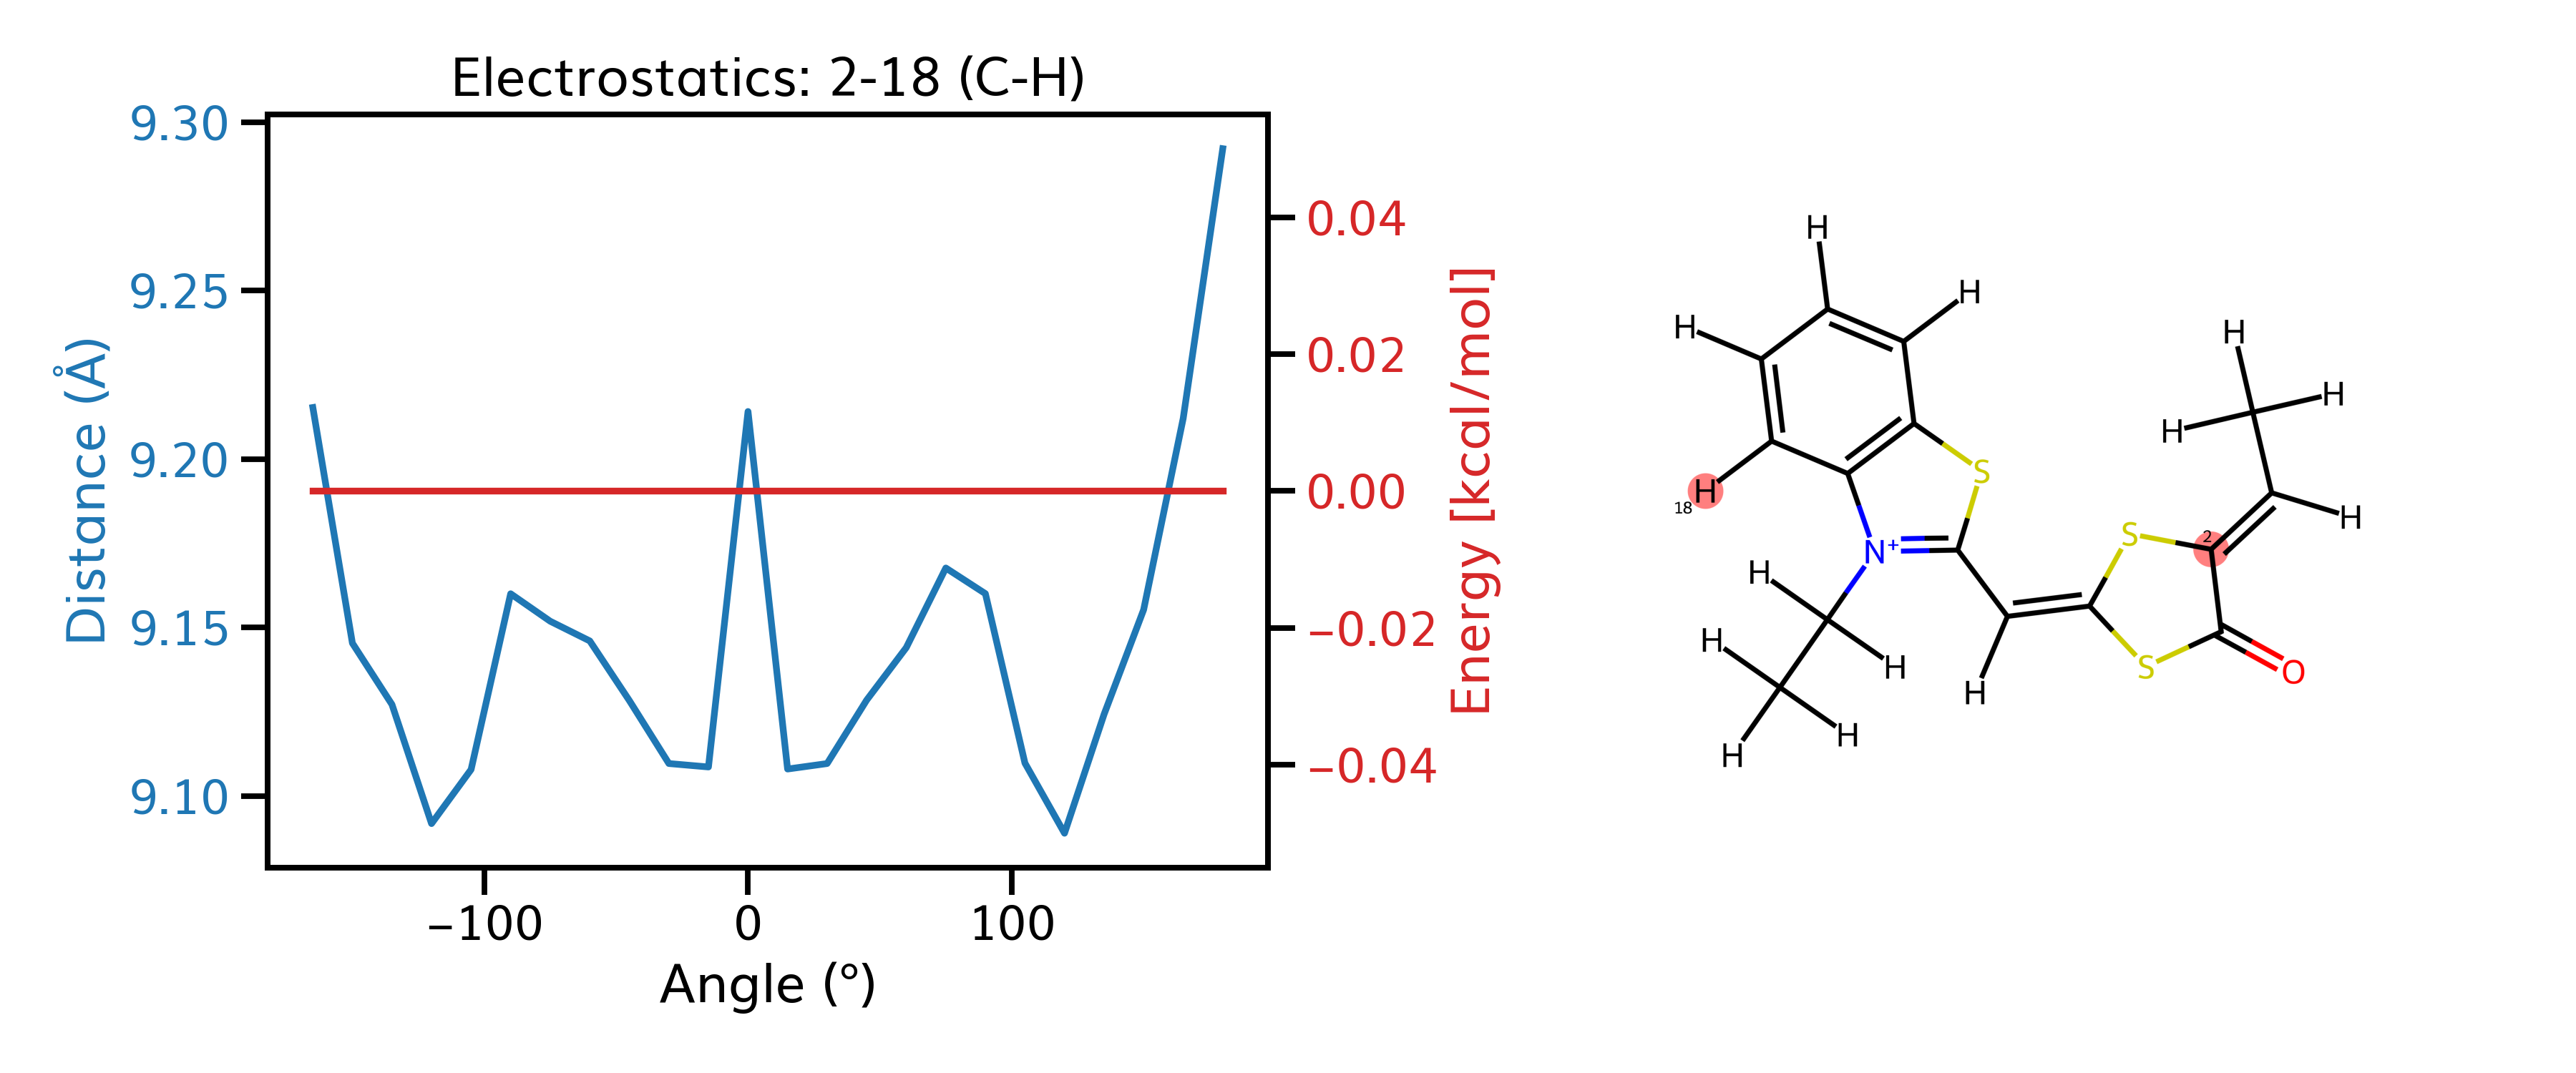 Electrostatics: 2-18 (C-H)
9.30
9.25
9.20
9.15
9.10
Distance (Å)
0.04
0.02
0.00
−0.02
−0.04
Energy [kcal/mol]
−100
0
100
Angle (°)
H
H
H
H
H
H
S
H
18
H
2
S
N+
H
H
H
S
O
H
H
H